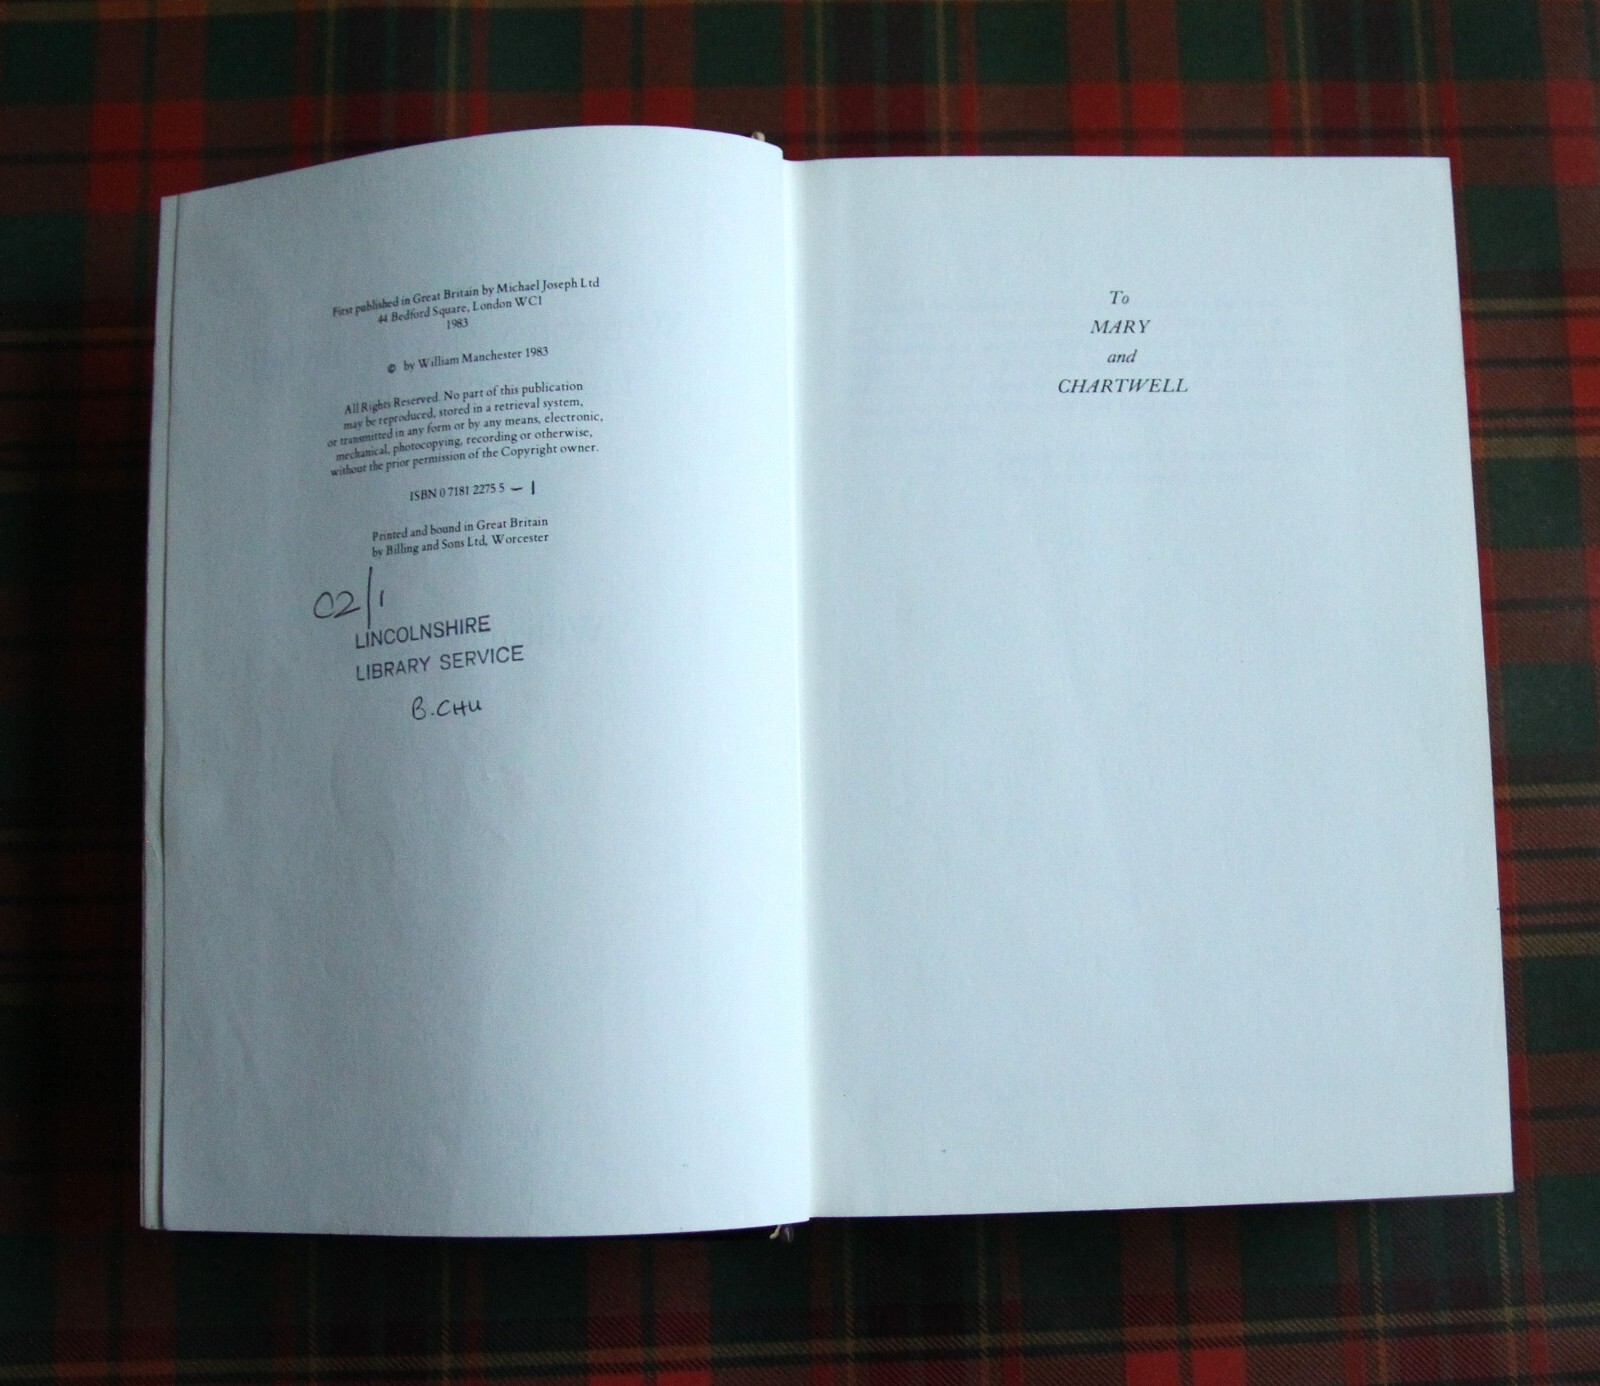 First published in Great Britain by Michael Joseph Ltd
44 Bedford Square, London WC1
1983
© by William Manchester 1983
All Rights Reserved. No part of this publication
may be reproduced, stored in a retrieval system,
or transmitted in any form or by any means, electronic,
mechanical, photocopying, recording or otherwise,
without the prior permission of the Copyright owner.
ISBN 0 7181 2275 5 – 1
Printed and bound in Great Britain
by Billing and Sons Ltd, Worcester
02/1
LINCOLNSHIRE
LIBRARY SERVICE
B.CHU
To
MARY
and
CHARTWELL